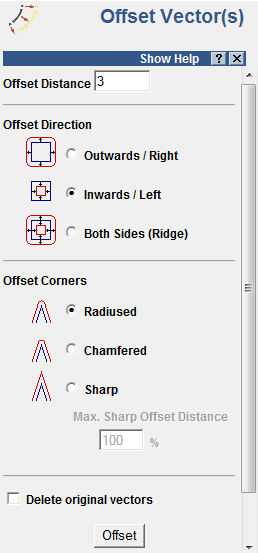 Offset Vector(s)
Show Help ? X
Offset Distance 3
Offset Direction
Outwards / Right
Inwards / Left
Both Sides (Ridge)
Offset Corners
Radiused
Chamfered
Sharp
Max. Sharp Offset Distance
100 %
Delete original vectors
Offset